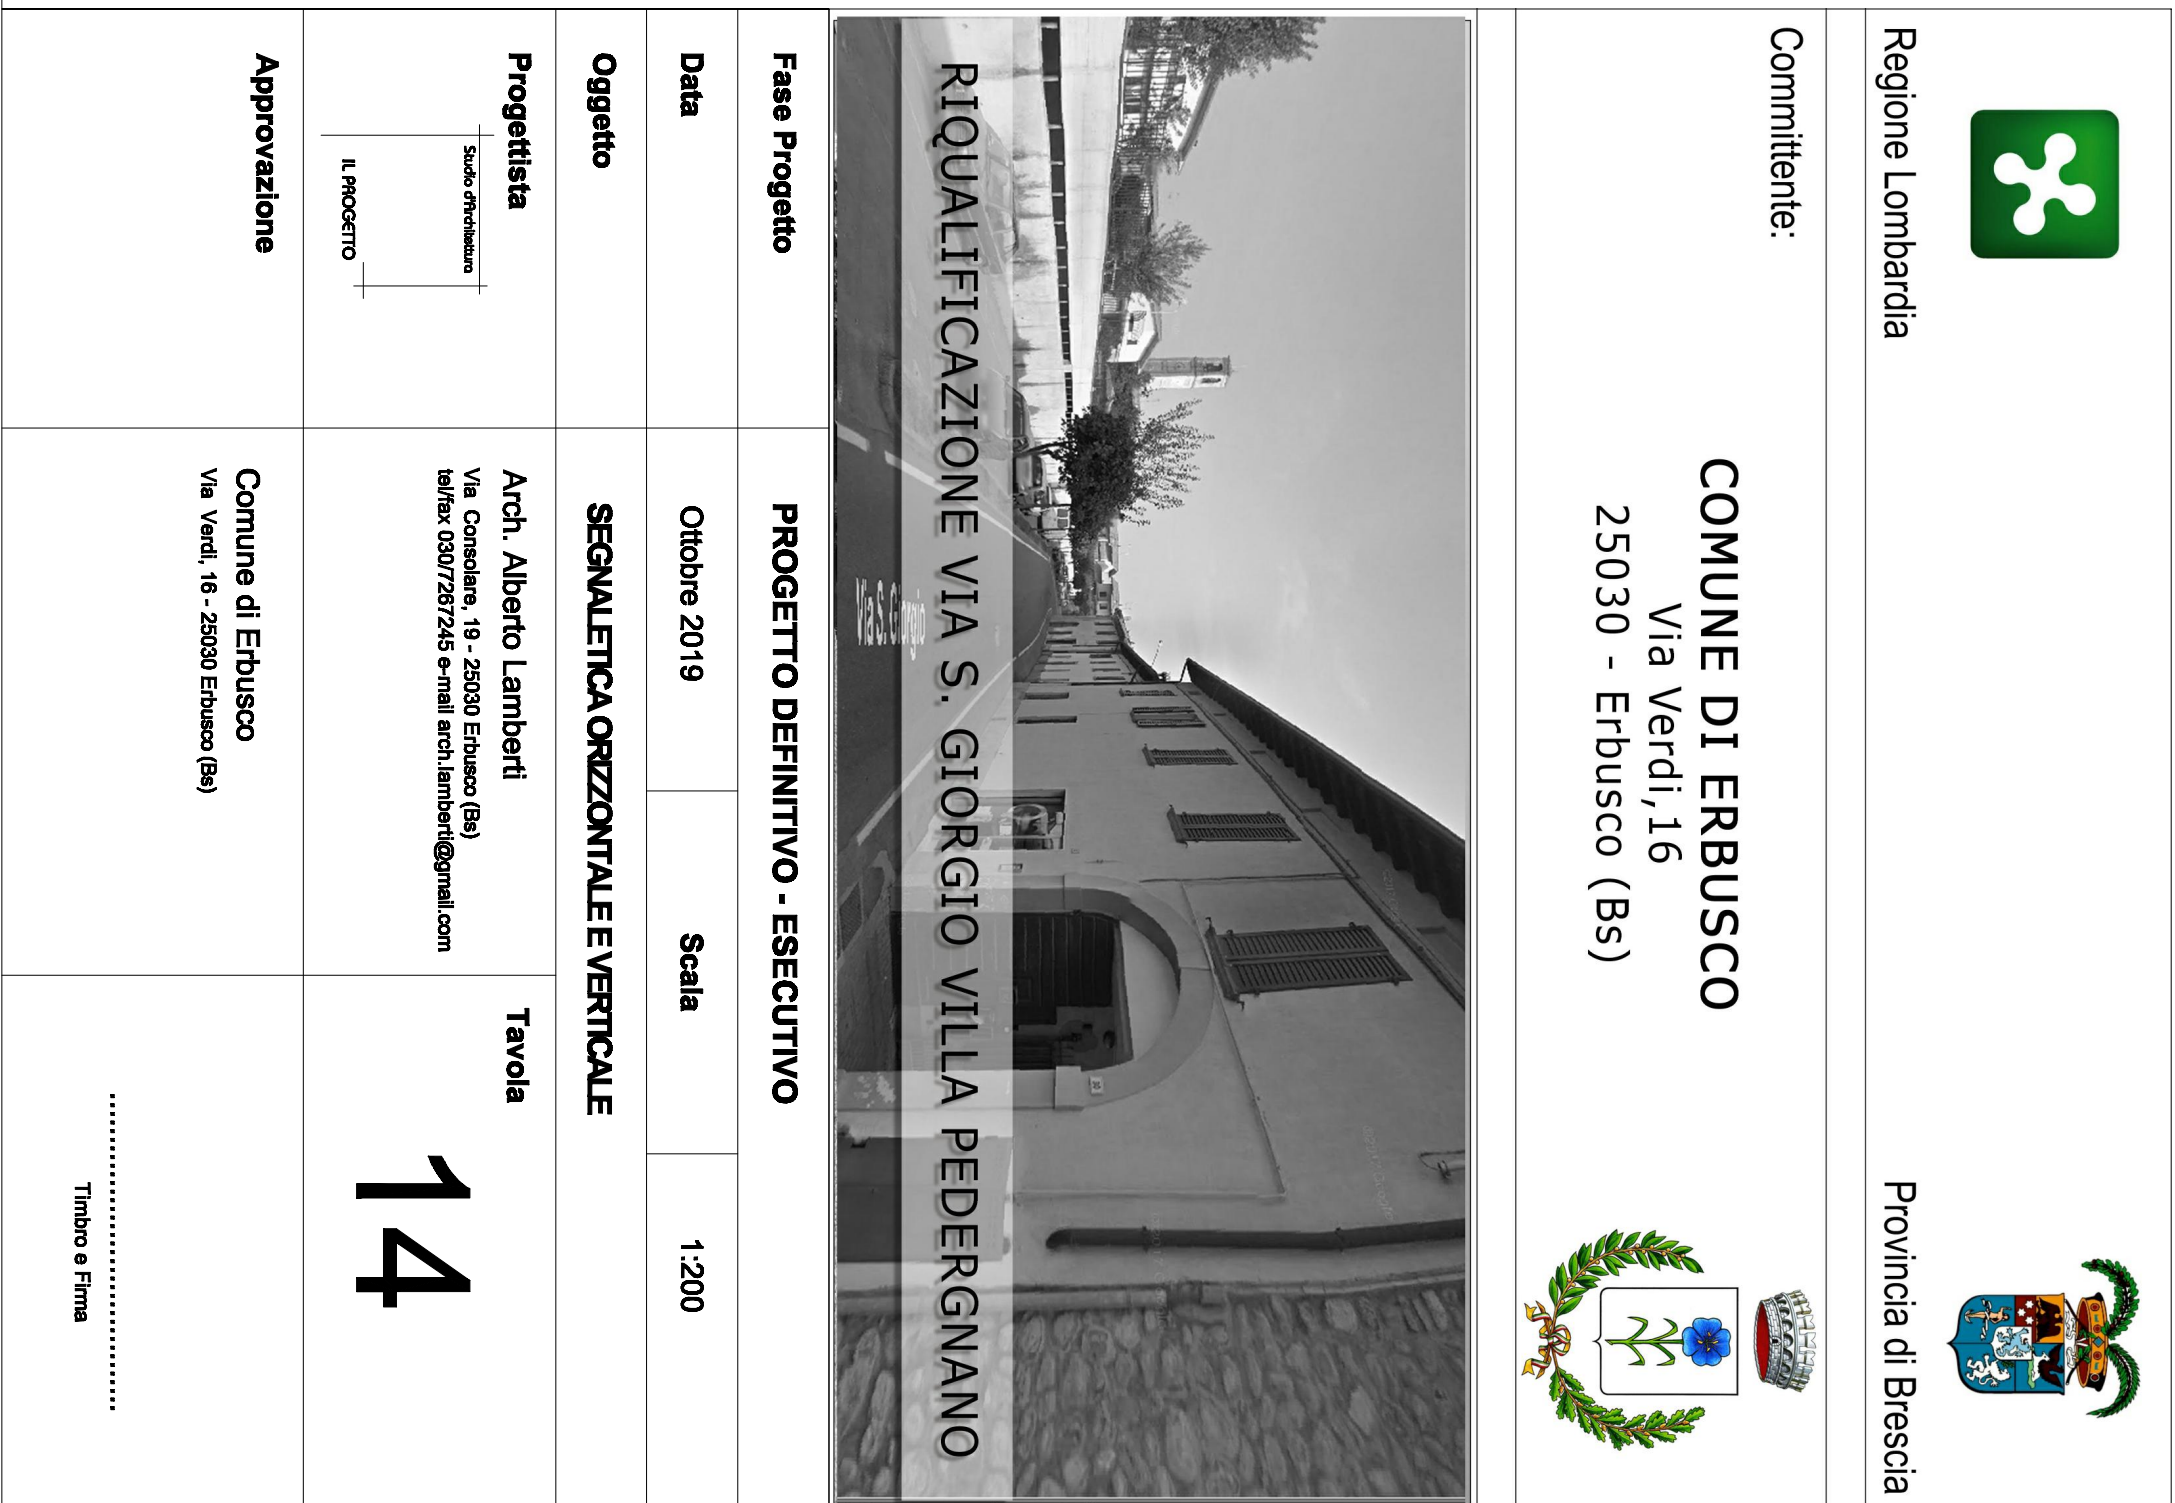 Regione Lombardia
Provincia di Brescia
Committente:
COMUNE DI ERBUSCO
Via Verdi,16
25030 - Erbusco (Bs)
RIQUALIFICAZIONE VIA S. GIORGIO VILLA PEDERGNANO
Via S. Giorgio
Fase Progetto
PROGETTO DEFINITIVO - ESECUTIVO
Data
Ottobre 2019
Scala
1:200
Oggetto
SEGNALETICA ORIZZONTALE E VERTICALE
Progettista
Studio d'Architettura
IL PROGETTO
Arch. Alberto Lamberti
Via Consolare, 19 - 25030 Erbusco (Bs)
tel/fax 030/7267245 e-mail arch.lamberti@gmail.com
Tavola
14
Approvazione
Comune di Erbusco
Via Verdi, 16 - 25030 Erbusco (Bs)
Timbro e Firma